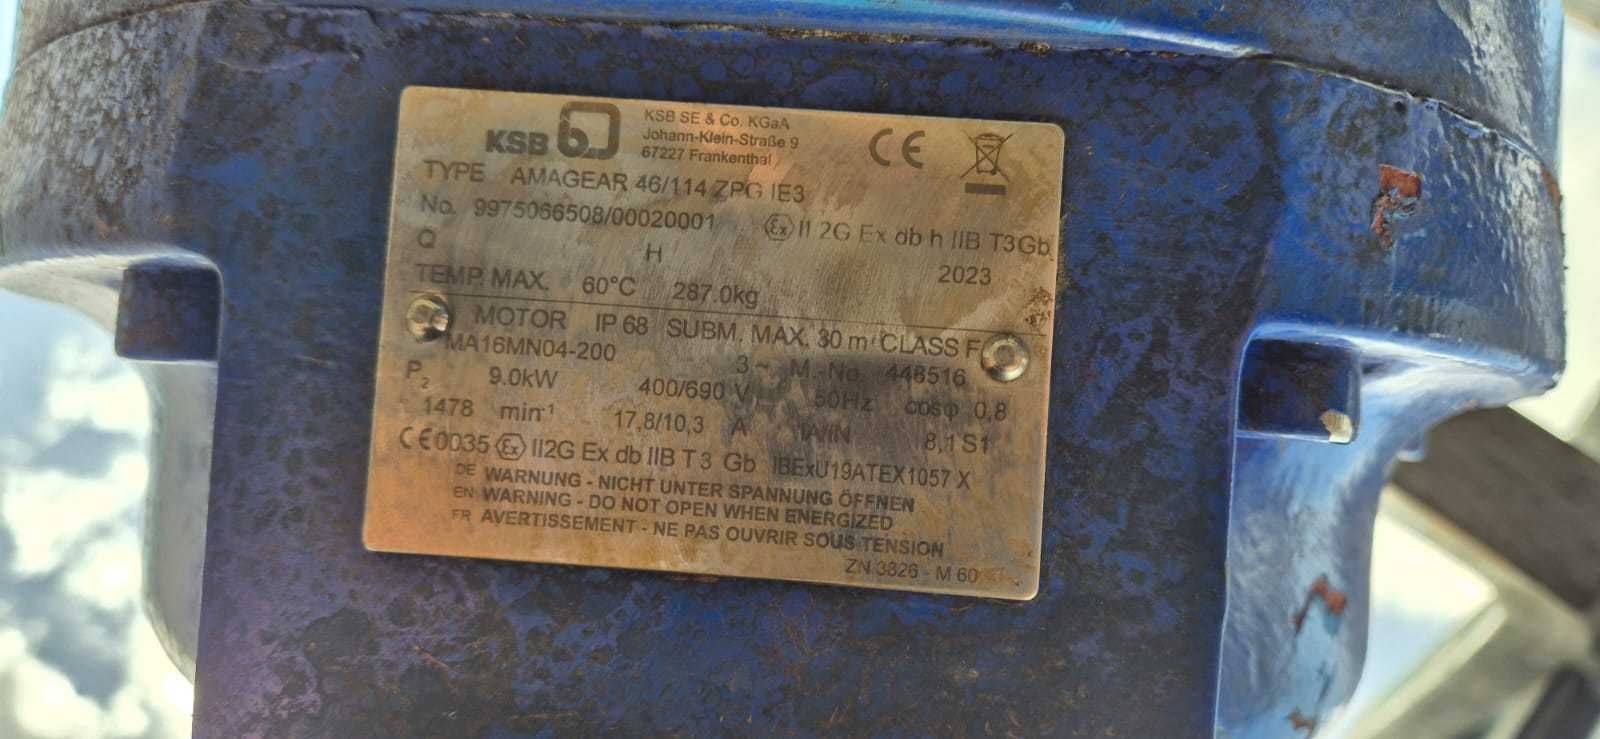 KSB
KSB SE & Co. KGaA
Johann-Klein-Straße 9
67227 Frankenthal
CE
TYPE AMAGEAR 46/114 ZPG IE3
No. 9975066508/00020001 Ex II 2G Ex db h IIB T3 Gb
Q H 2023
TEMP. MAX. 60°C 287.0kg
MOTOR IP 68 SUBM. MAX. 30 m CLASS F
MA16MN04-200 3~ M.-No. 448516
P2 9.0kW 400/690 V 50Hz cosφ 0,8
1478 min-1 17,8/10,3 A IA/IN 8,1 S1
CE0035 Ex II2G Ex db IIB T 3 Gb IBExU19ATEX1057 X
DE WARNUNG - NICHT UNTER SPANNUNG ÖFFNEN
EN WARNING - DO NOT OPEN WHEN ENERGIZED
FR AVERTISSEMENT - NE PAS OUVRIR SOUS TENSION
ZN 3826 - M 60